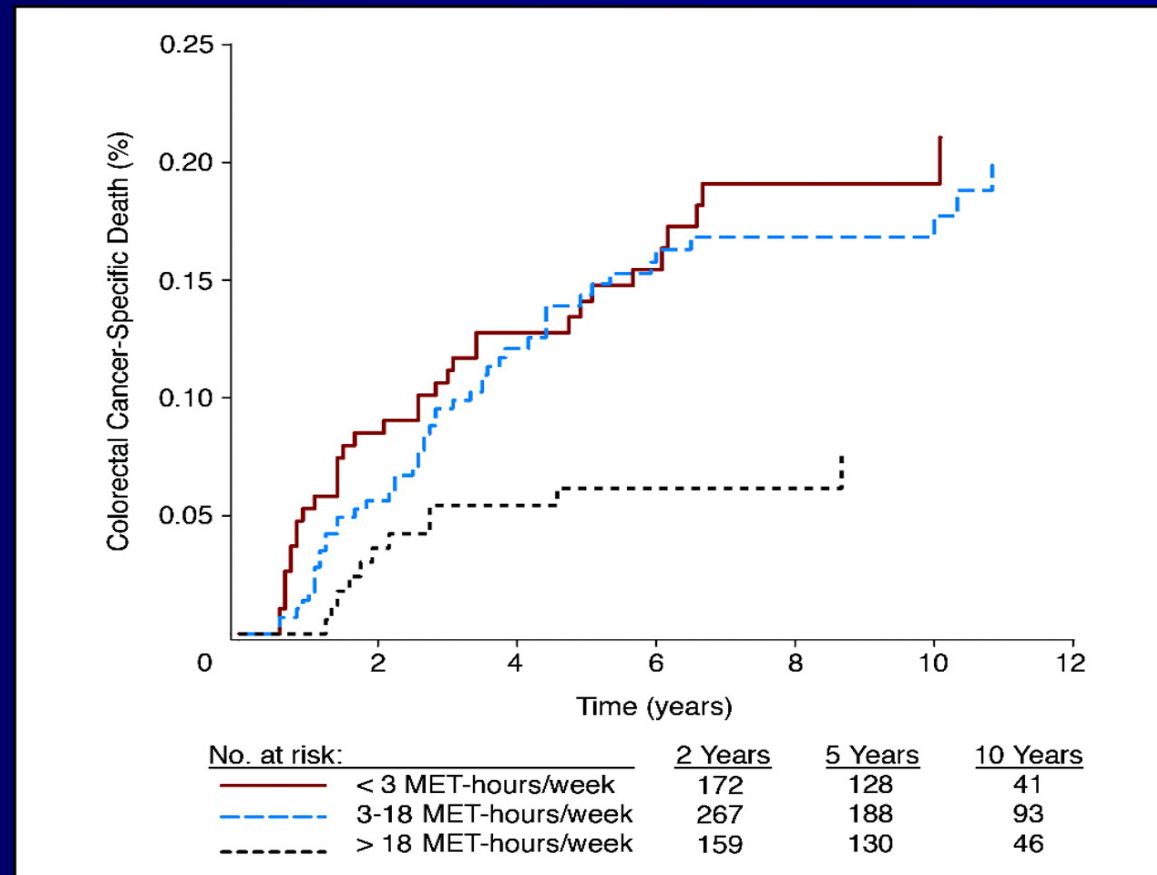 0.25
0.20
0.15
0.10
0.05
Colorectal Cancer-Specific Death (%)
0 2 4 6 8 10 12
Time (years)
No. at risk: 2 Years 5 Years 10 Years
< 3 MET-hours/week 172 128 41
3-18 MET-hours/week 267 188 93
> 18 MET-hours/week 159 130 46